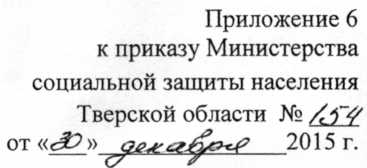 Приложение 6
к приказу Министерства
социальной защиты населения
Тверской области № 154
от «30» декабря 2015 г.